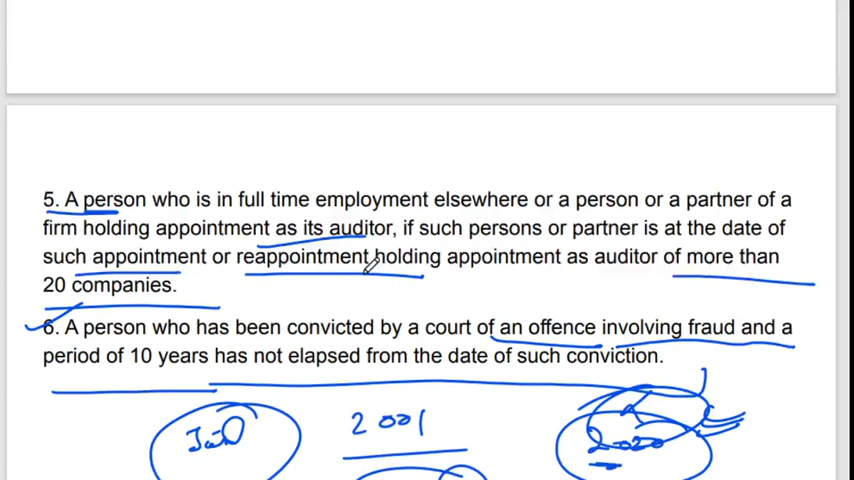 5. A person who is in full time employment elsewhere or a person or a partner of a
firm holding appointment as its auditor, if such persons or partner is at the date of
such appointment or reappointment holding appointment as auditor of more than
20 companies.
6. A person who has been convicted by a court of an offence involving fraud and a
period of 10 years has not elapsed from the date of such conviction.
2001
2020